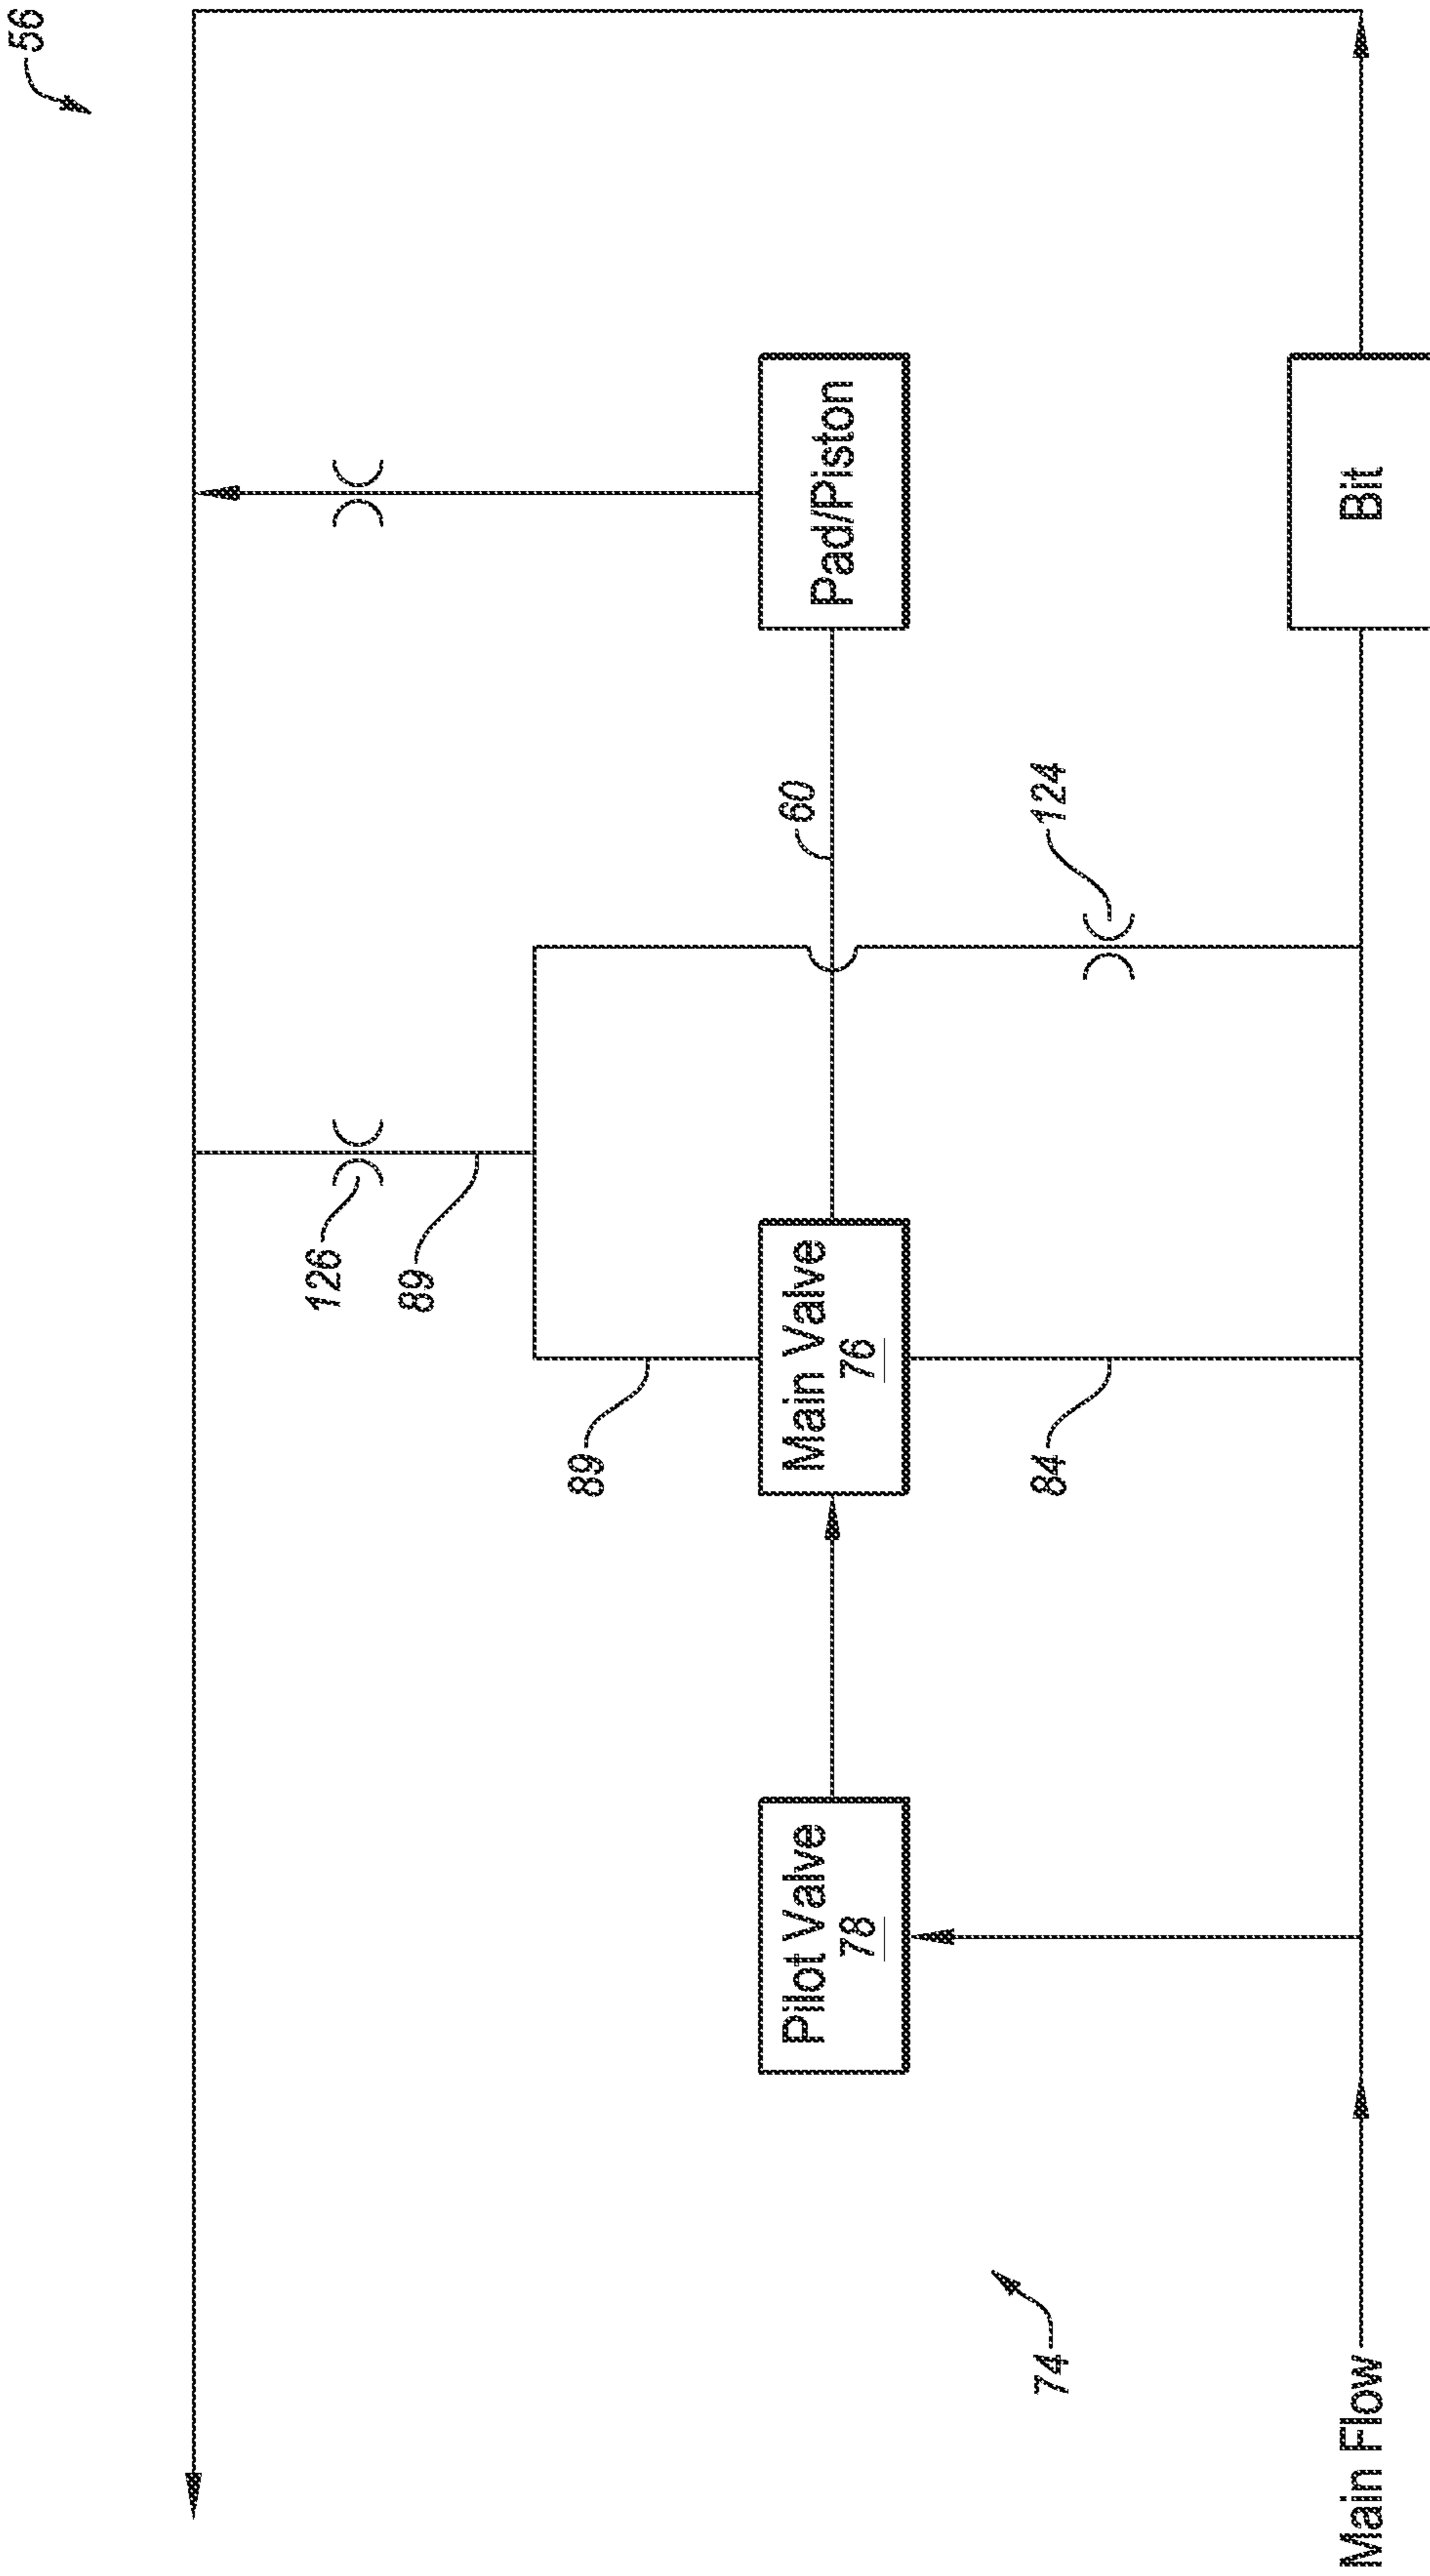 56
126
89
89
60
124
Pilot Valve
78
Main Valve
76
Pad/Piston
84
74
Main Flow
Bit